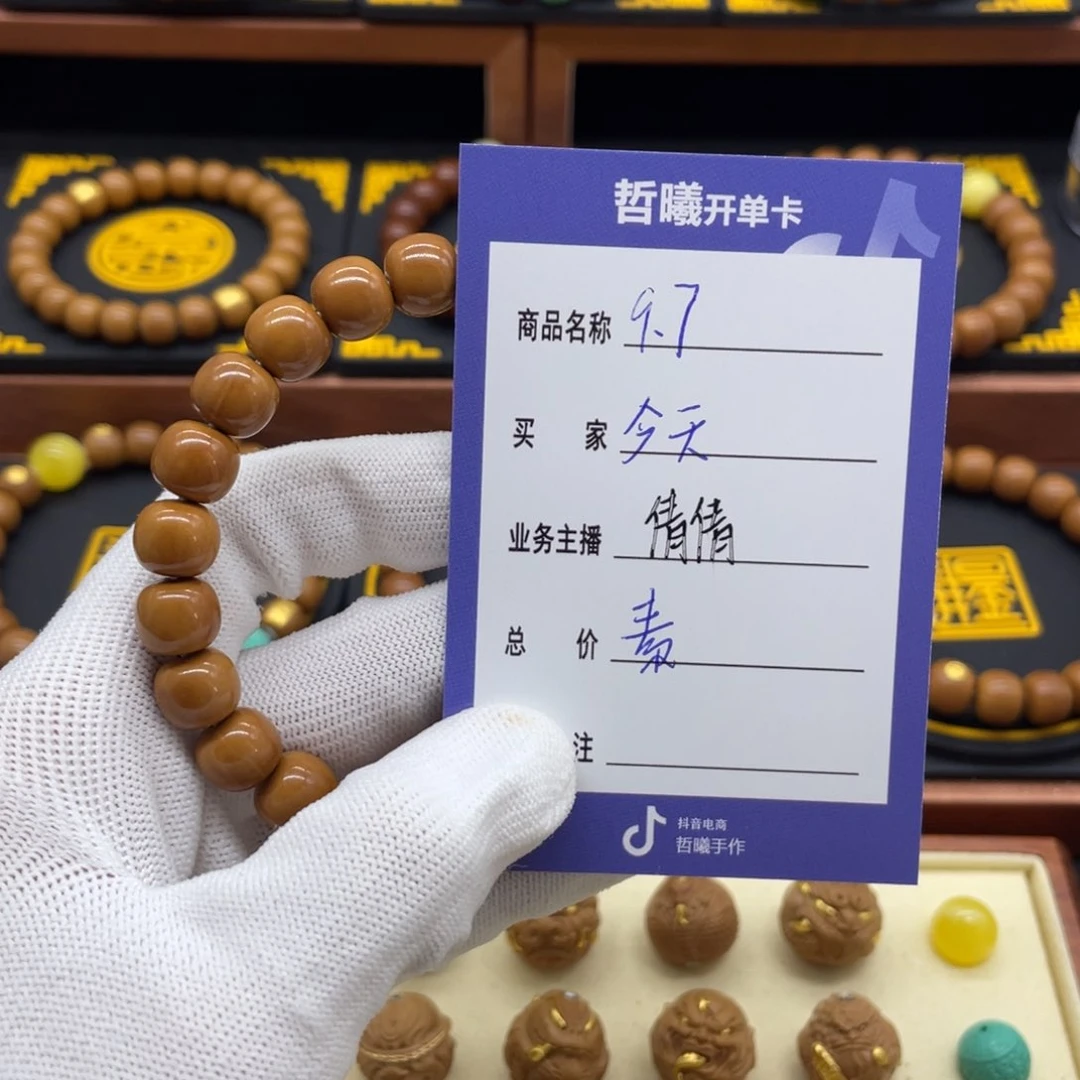 哲曦开单卡
商品名称 9.7
买家 今天
业务主播 倩倩
总价
注
抖音电商
哲曦手作